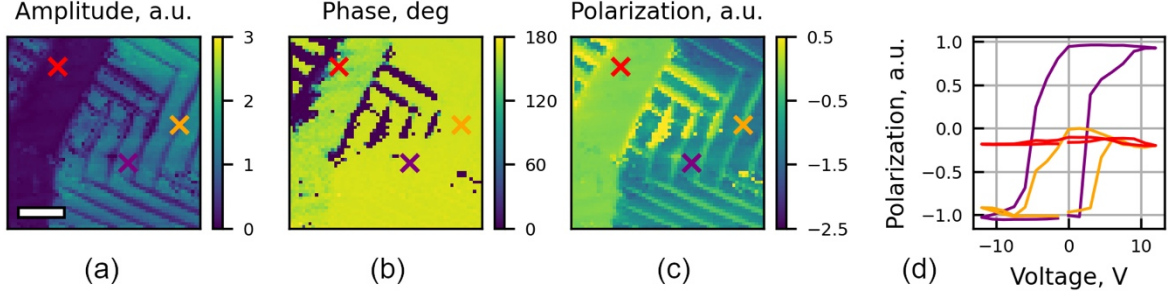 Amplitude, a.u.
Phase, deg
Polarization, a.u.
3
2
1
0
180
120
60
0
0.5
−0.5
−1.5
−2.5
Polarization, a.u.
1.0
0.5
0.0
−0.5
−1.0
−10
0
10
Voltage, V
(a)
(b)
(c)
(d)